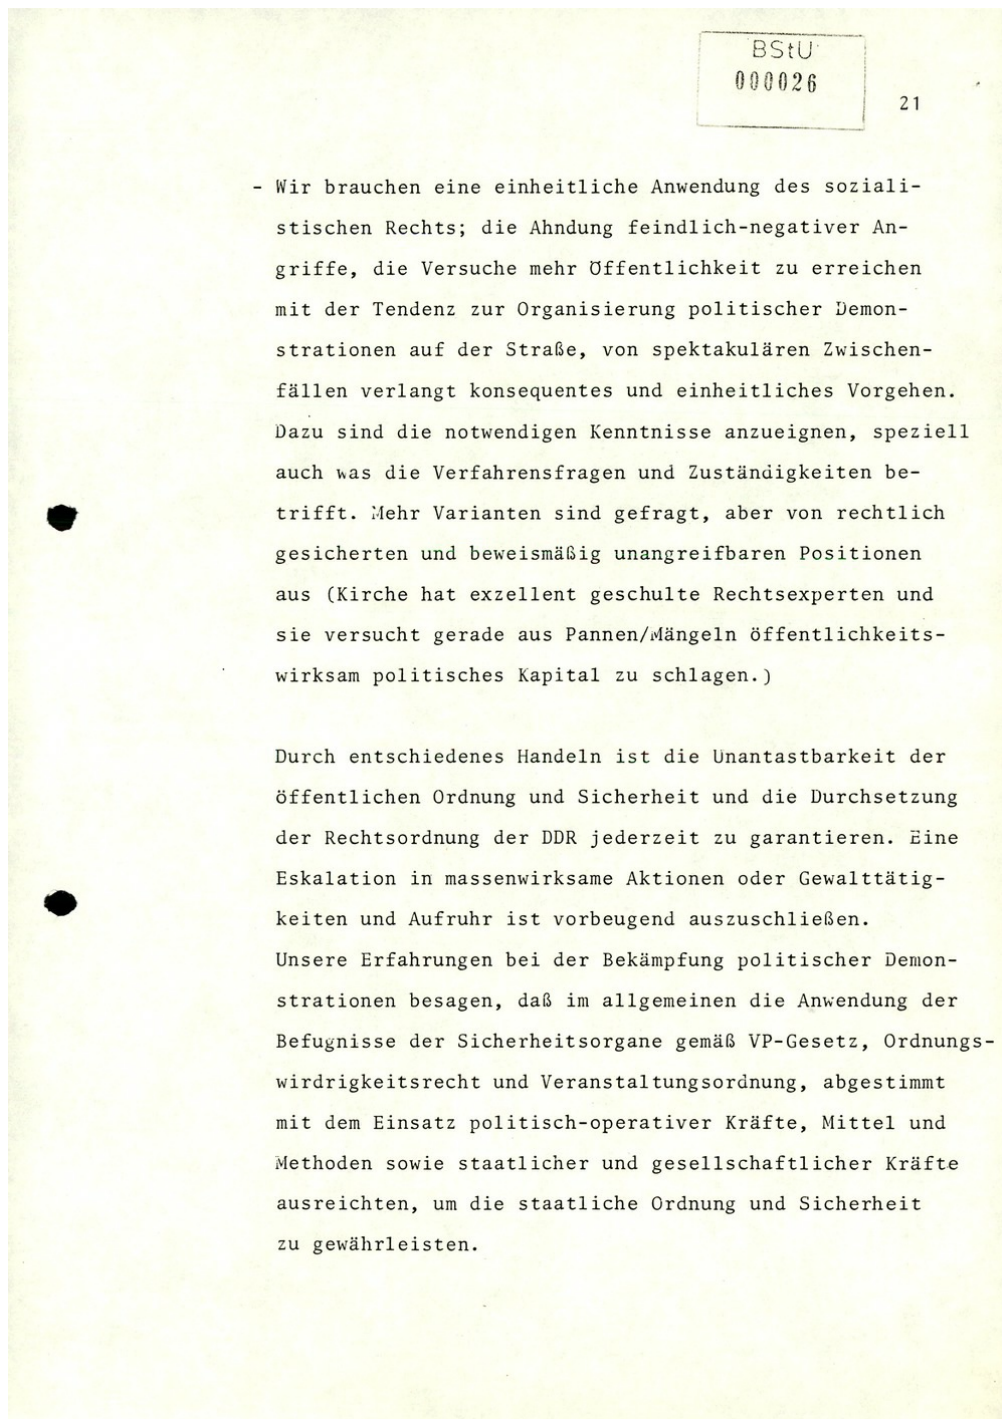 BStU
000026
21
- Wir brauchen eine einheitliche Anwendung des soziali-
stischen Rechts; die Ahndung feindlich-negativer An-
griffe, die Versuche mehr Öffentlichkeit zu erreichen
mit der Tendenz zur Organisierung politischer Demon-
strationen auf der Straße, von spektakulären Zwischen-
fällen verlangt konsequentes und einheitliches Vorgehen.
Dazu sind die notwendigen Kenntnisse anzueignen, speziell
auch was die Verfahrensfragen und Zuständigkeiten be-
trifft. Mehr Varianten sind gefragt, aber von rechtlich
gesicherten und beweismäßig unangreifbaren Positionen
aus (Kirche hat exzellent geschulte Rechtsexperten und
sie versucht gerade aus Pannen/Mängeln öffentlichkeits-
wirksam politisches Kapital zu schlagen.)
Durch entschiedenes Handeln ist die Unantastbarkeit der
öffentlichen Ordnung und Sicherheit und die Durchsetzung
der Rechtsordnung der DDR jederzeit zu garantieren. Eine
Eskalation in massenwirksame Aktionen oder Gewalttätig-
keiten und Aufruhr ist vorbeugend auszuschließen.
Unsere Erfahrungen bei der Bekämpfung politischer Demon-
strationen besagen, daß im allgemeinen die Anwendung der
Befugnisse der Sicherheitsorgane gemäß VP-Gesetz, Ordnungs-
wirdrigkeitsrecht und Veranstaltungsordnung, abgestimmt
mit dem Einsatz politisch-operativer Kräfte, Mittel und
Methoden sowie staatlicher und gesellschaftlicher Kräfte
ausreichten, um die staatliche Ordnung und Sicherheit
zu gewährleisten.